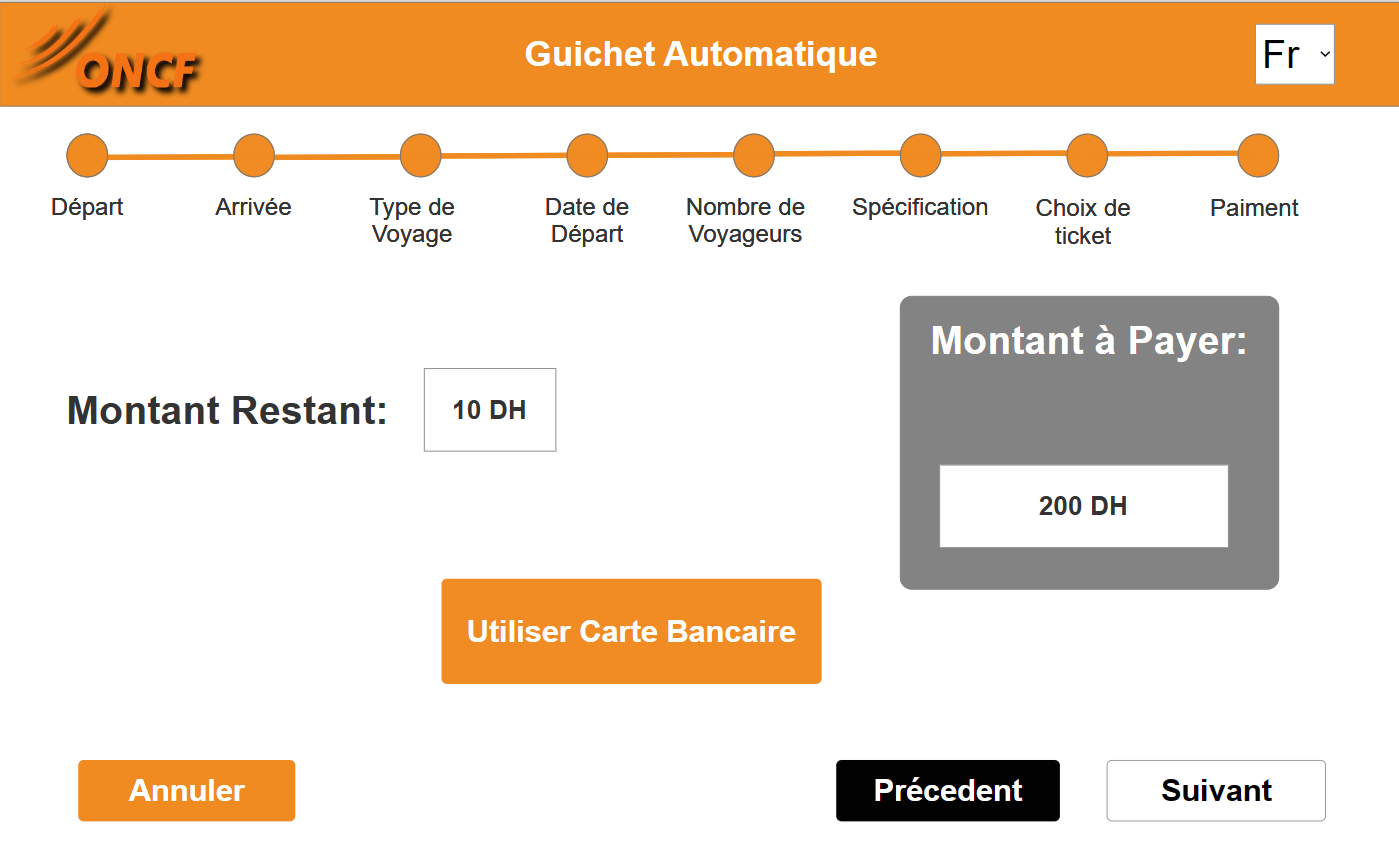 ONCF
Guichet Automatique
Fr
Départ
Arrivée
Type de
Voyage
Date de
Départ
Nombre de
Voyageurs
Spécification
Choix de
ticket
Paiment
Montant Restant:
10 DH
Montant à Payer:
200 DH
Utiliser Carte Bancaire
Annuler
Précedent
Suivant